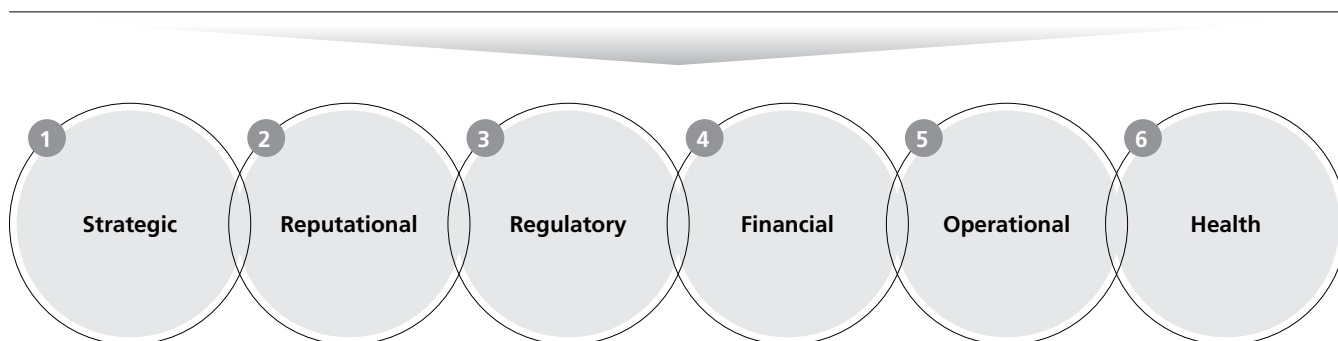 1
Strategic
2
Reputational
3
Regulatory
4
Financial
5
Operational
6
Health